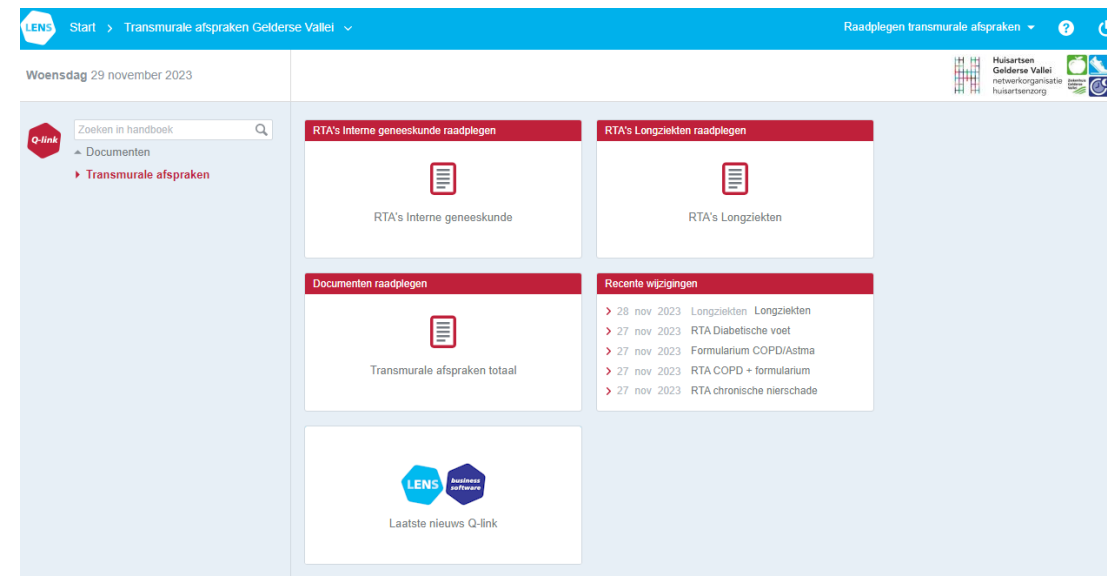 LENS Start > Transmurale afspraken Gelderse Vallei
Raadplegen transmurale afspraken
?
Woensdag 29 november 2023
Huisartsen
Gelderse Vallei
netwerkorganisatie
huisartsenzorg
Q-link
Zoeken in handboek
Documenten
Transmurale afspraken
RTA's Interne geneeskunde raadplegen
RTA's Interne geneeskunde
RTA's Longziekten raadplegen
RTA's Longziekten
Documenten raadplegen
Transmurale afspraken totaal
Recente wijzigingen
28 nov 2023 Longziekten Longziekten
27 nov 2023 RTA Diabetische voet
27 nov 2023 Formularium COPD/Astma
27 nov 2023 RTA COPD + formularium
27 nov 2023 RTA chronische nierschade
LENS
business
software
Laatste nieuws Q-link